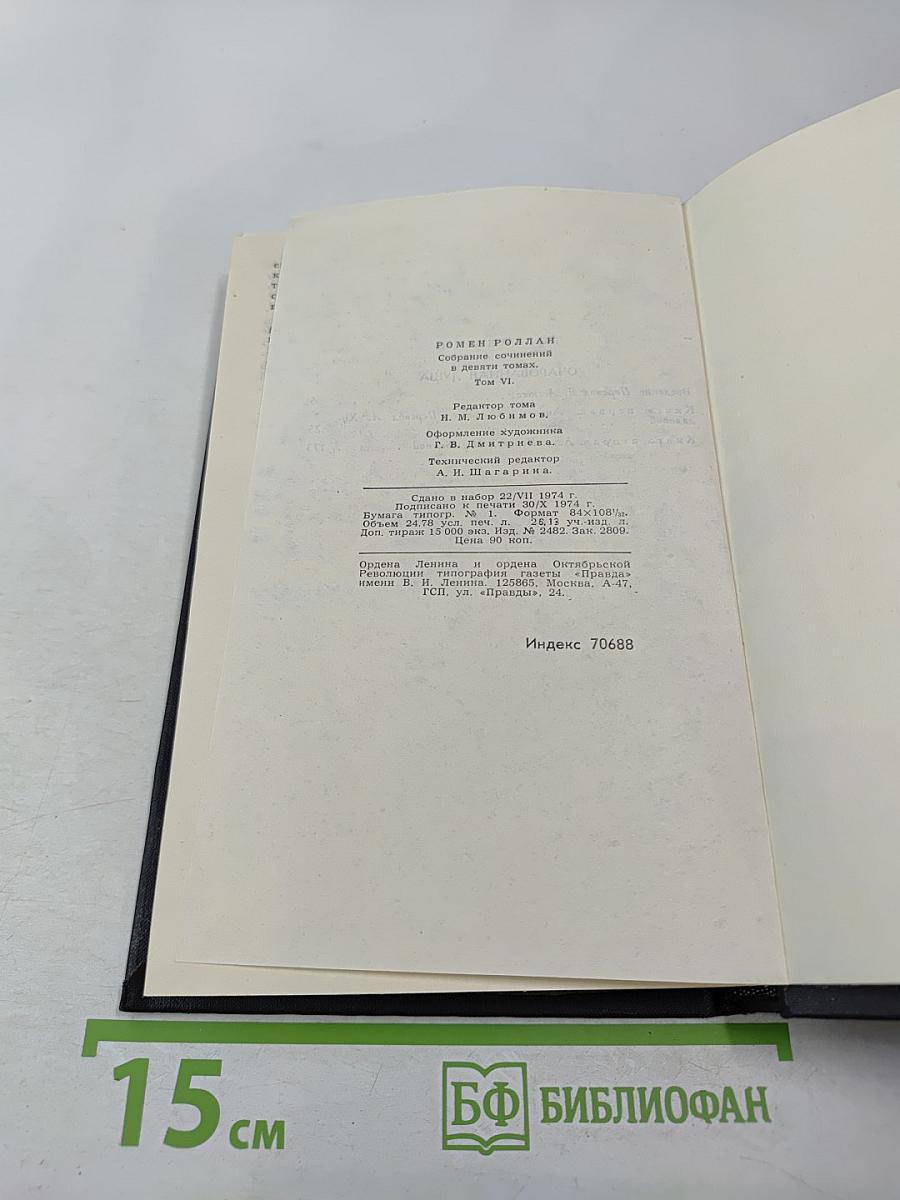 РОМЕН РОЛЛАН
Собрание сочинений
в девяти томах.
Том VI.
Редактор тома
Н. М. Любимов.
Оформление художника
Г. В. Дмитриева.
Технический редактор
А. И. Шагарина.
Сдано в набор 22/VII 1974 г.
Подписано к печати 30/X 1974 г.
Бумага типогр. № 1. Формат 84×108¹/₃₂.
Объем 24,78 усл. печ. л. 26,13 уч.-изд. л.
Доп. тираж 15 000 экз. Изд. № 2482. Зак. 2809.
Цена 90 коп.
Ордена Ленина и ордена Октябрьской
Революции типография газеты «Правда»
имени В. И. Ленина. 125865, Москва, А-47,
ГСП, ул. «Правды», 24.
Индекс 70688
15 см
БФ БИБЛИОФАН